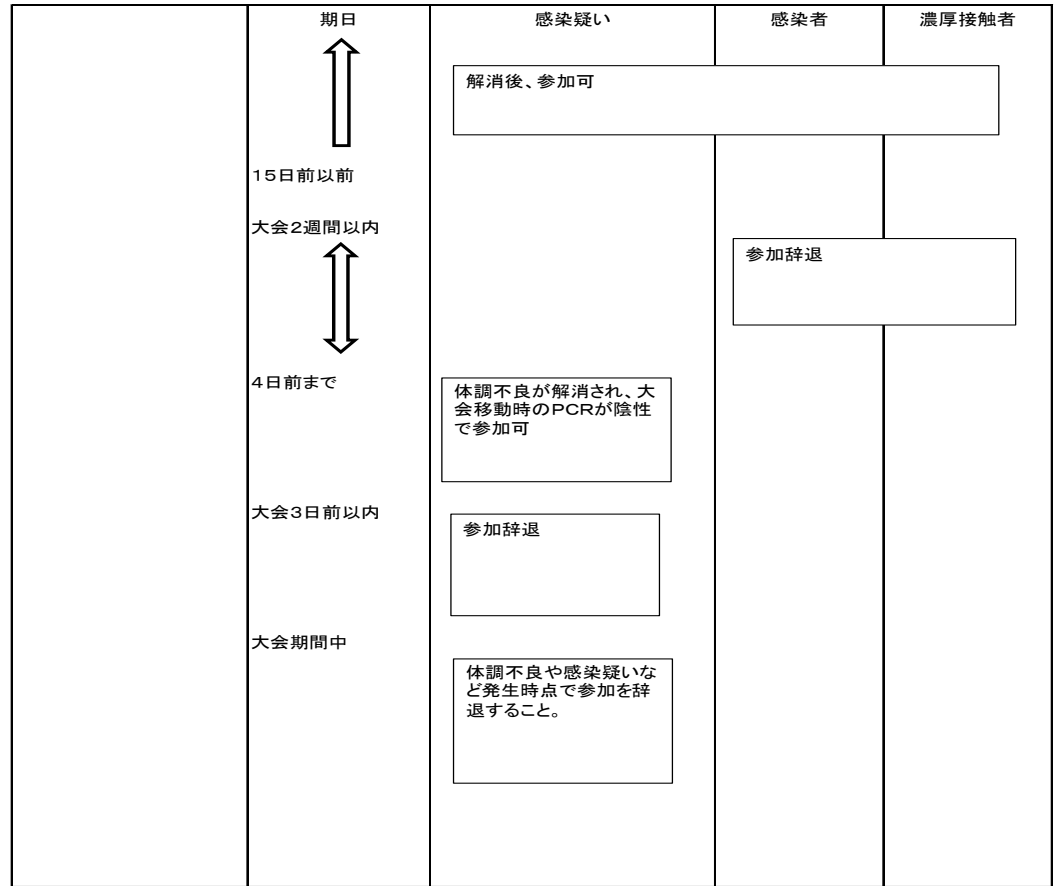 期日
感染疑い
感染者
濃厚接触者
解消後、参加可
15日前以前
大会2週間以内
参加辞退
4日前まで
体調不良が解消され、大
会移動時のPCRが陰性
で参加可
大会3日前以内
参加辞退
大会期間中
体調不良や感染疑いな
ど発生時点で参加を辞
退すること。